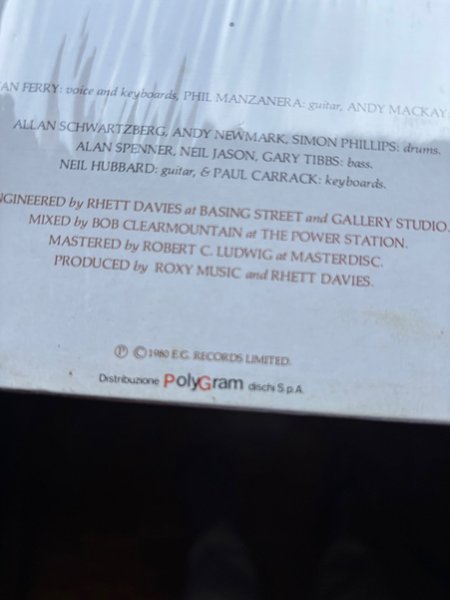 AN FERRY: voice and keyboards, PHIL MANZANERA: guitar, ANDY MACKAY
ALLAN SCHWARTZBERG, ANDY NEWMARK, SIMON PHILLIPS: drums.
ALAN SPENNER, NEIL JASON, GARY TIBBS: bass.
NEIL HUBBARD: guitar, & PAUL CARRACK: keyboards.
NGINEERED by RHETT DAVIES at BASING STREET and GALLERY STUDIO.
MIXED by BOB CLEARMOUNTAIN at THE POWER STATION.
MASTERED by ROBERT C. LUDWIG at MASTERDISC.
PRODUCED by ROXY MUSIC and RHETT DAVIES.
℗ © 1980 E.G. RECORDS LIMITED.
Distribuzione PolyGram dischi S.p.A.